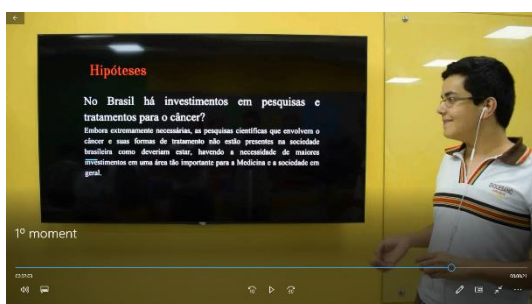 Hipóteses
No Brasil há investimentos em pesquisas e
tratamentos para o câncer?
Embora extremamente necessárias, as pesquisas científicas que envolvem o
câncer e suas formas de tratamento não estão presentes na sociedade
brasileira como deveriam estar, havendo a necessidade de maiores
investimentos em uma área tão importante para a Medicina e a sociedade em
geral.
1º moment